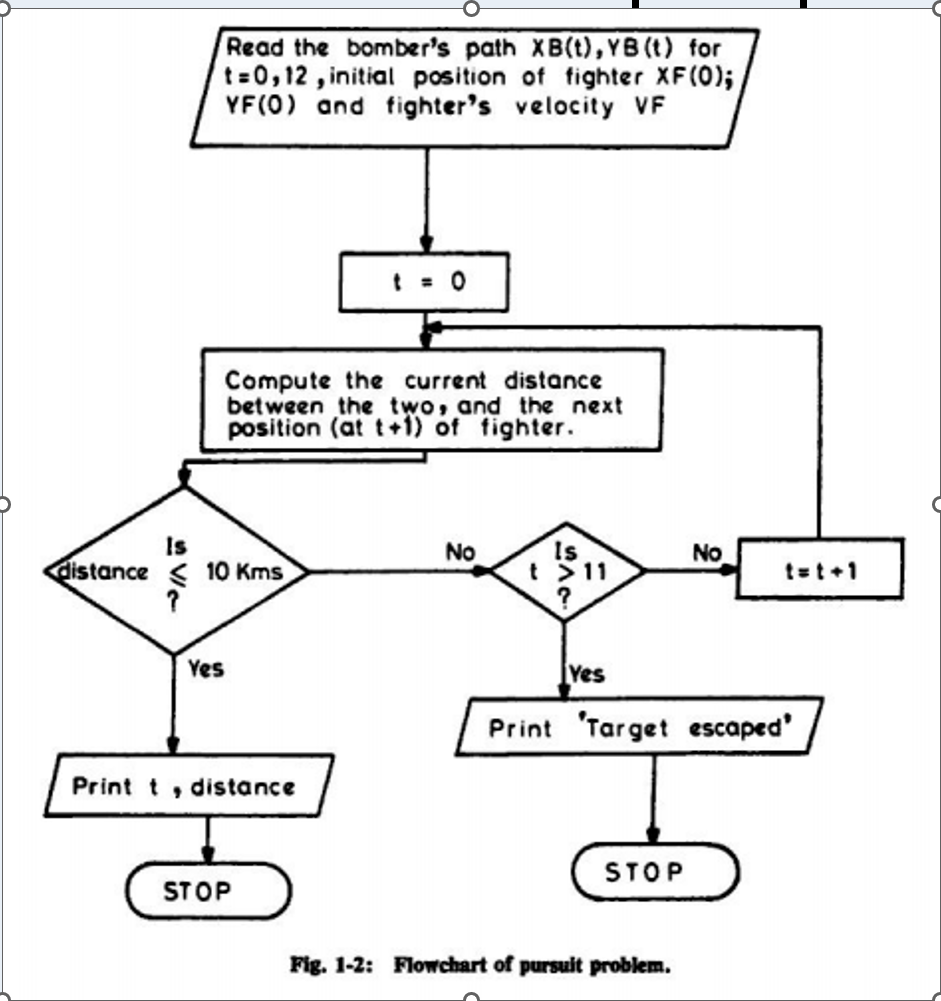 Read the bomber's path XB(t),YB(t) for
t=0,12 ,initial position of fighter XF(0);
YF(0) and fighter's velocity VF
t = 0
Compute the current distance
between the two, and the next
position (at t+1) of fighter.
Is
distance ≤ 10 Kms
?
Yes
No
Is
t > 11
?
No
t = t+1
Yes
Print t , distance
STOP
Print 'Target escaped'
STOP
Fig. 1-2: Flowchart of pursuit problem.